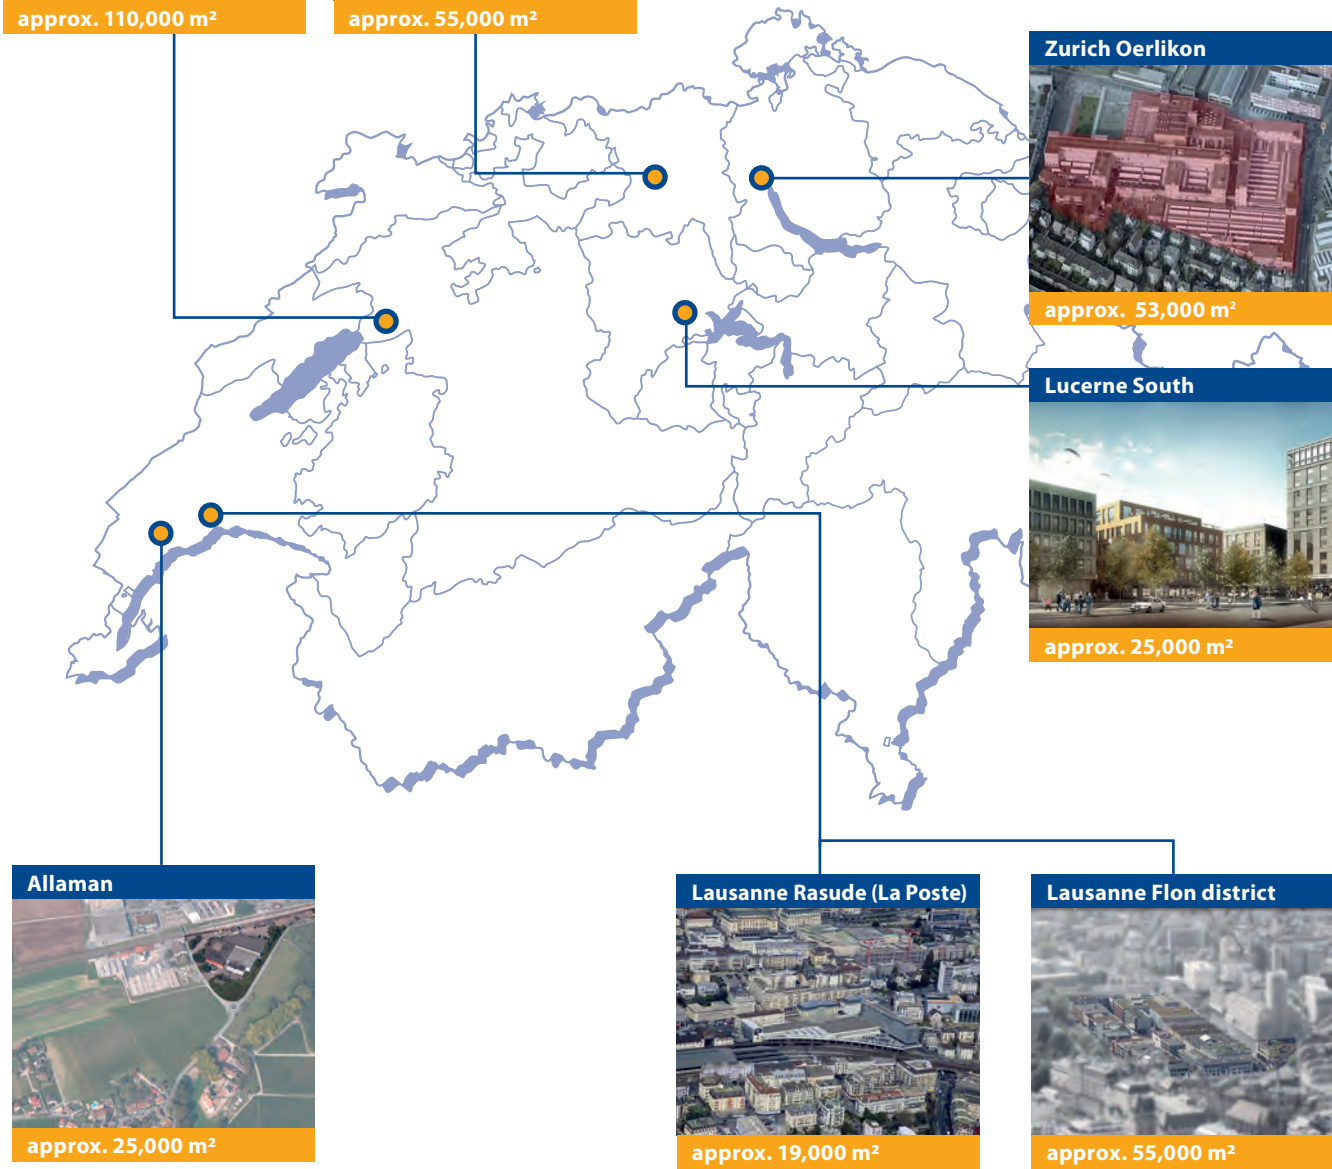 approx. 110,000 m²
approx. 55,000 m²
Zurich Oerlikon
approx. 53,000 m²
Lucerne South
approx. 25,000 m²
Allaman
approx. 25,000 m²
Lausanne Rasude (La Poste)
approx. 19,000 m²
Lausanne Flon district
approx. 55,000 m²